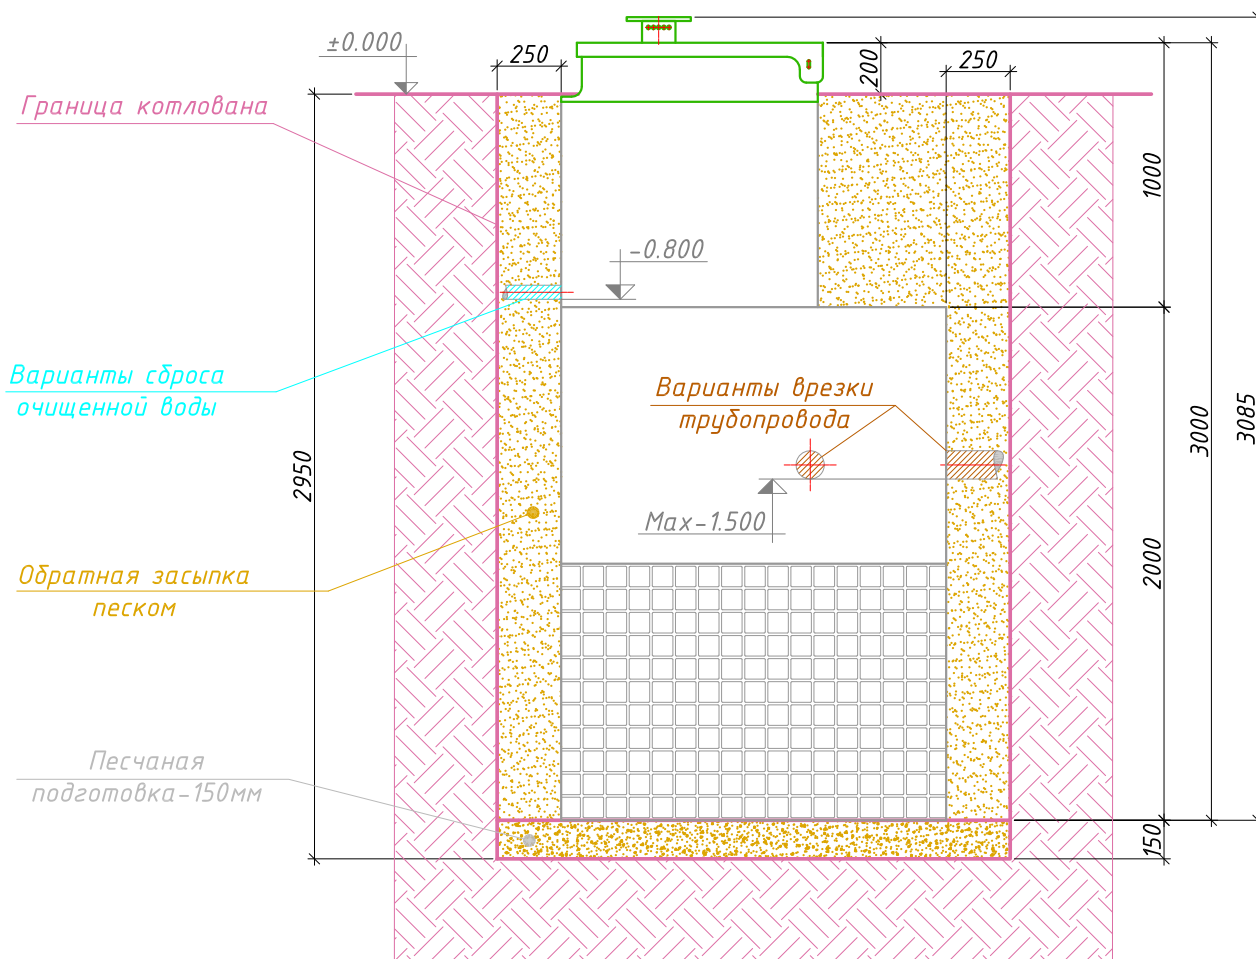 ±0.000
250
200
250
Граница котлована
1000
-0.800
Варианты сброса
очищенной воды
Варианты врезки
трубопровода
3085
3000
2950
Max-1.500
2000
Обратная засыпка
песком
Песчаная
подготовка-150мм
150